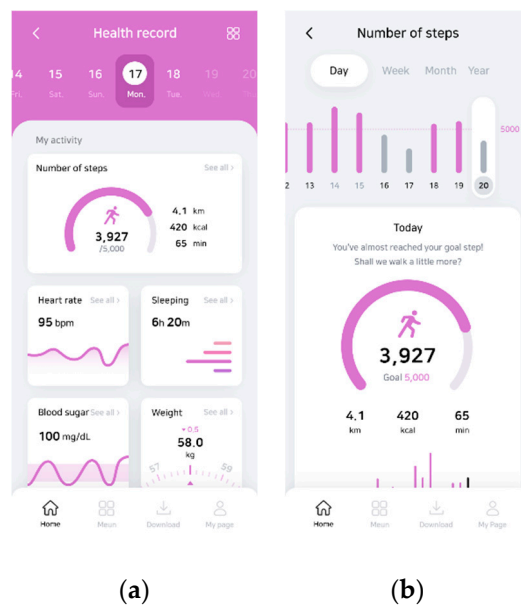 Health record
14 15 16 17 18 19 20
Fri. Sat. Sun. Mon. Tue.
My activity
Number of steps See all >
4.1 km
420 kcal
65 min
3,927
/5,000
Heart rate See all >
95 bpm
Sleeping See all >
6h 20m
Blood sugar See all >
100 mg/dL
Weight See all >
▾0.5
58.0
kg
57 59
Home Meun Download My page
(a)
Number of steps
Day Week Month Year
5000
2 13 14 15 16 17 18 19 20
Today
You've almost reached your goal step!
Shall we walk a little more?
3,927
Goal 5,000
4.1 420 65
km kcal min
Home Meun Download My Page
(b)